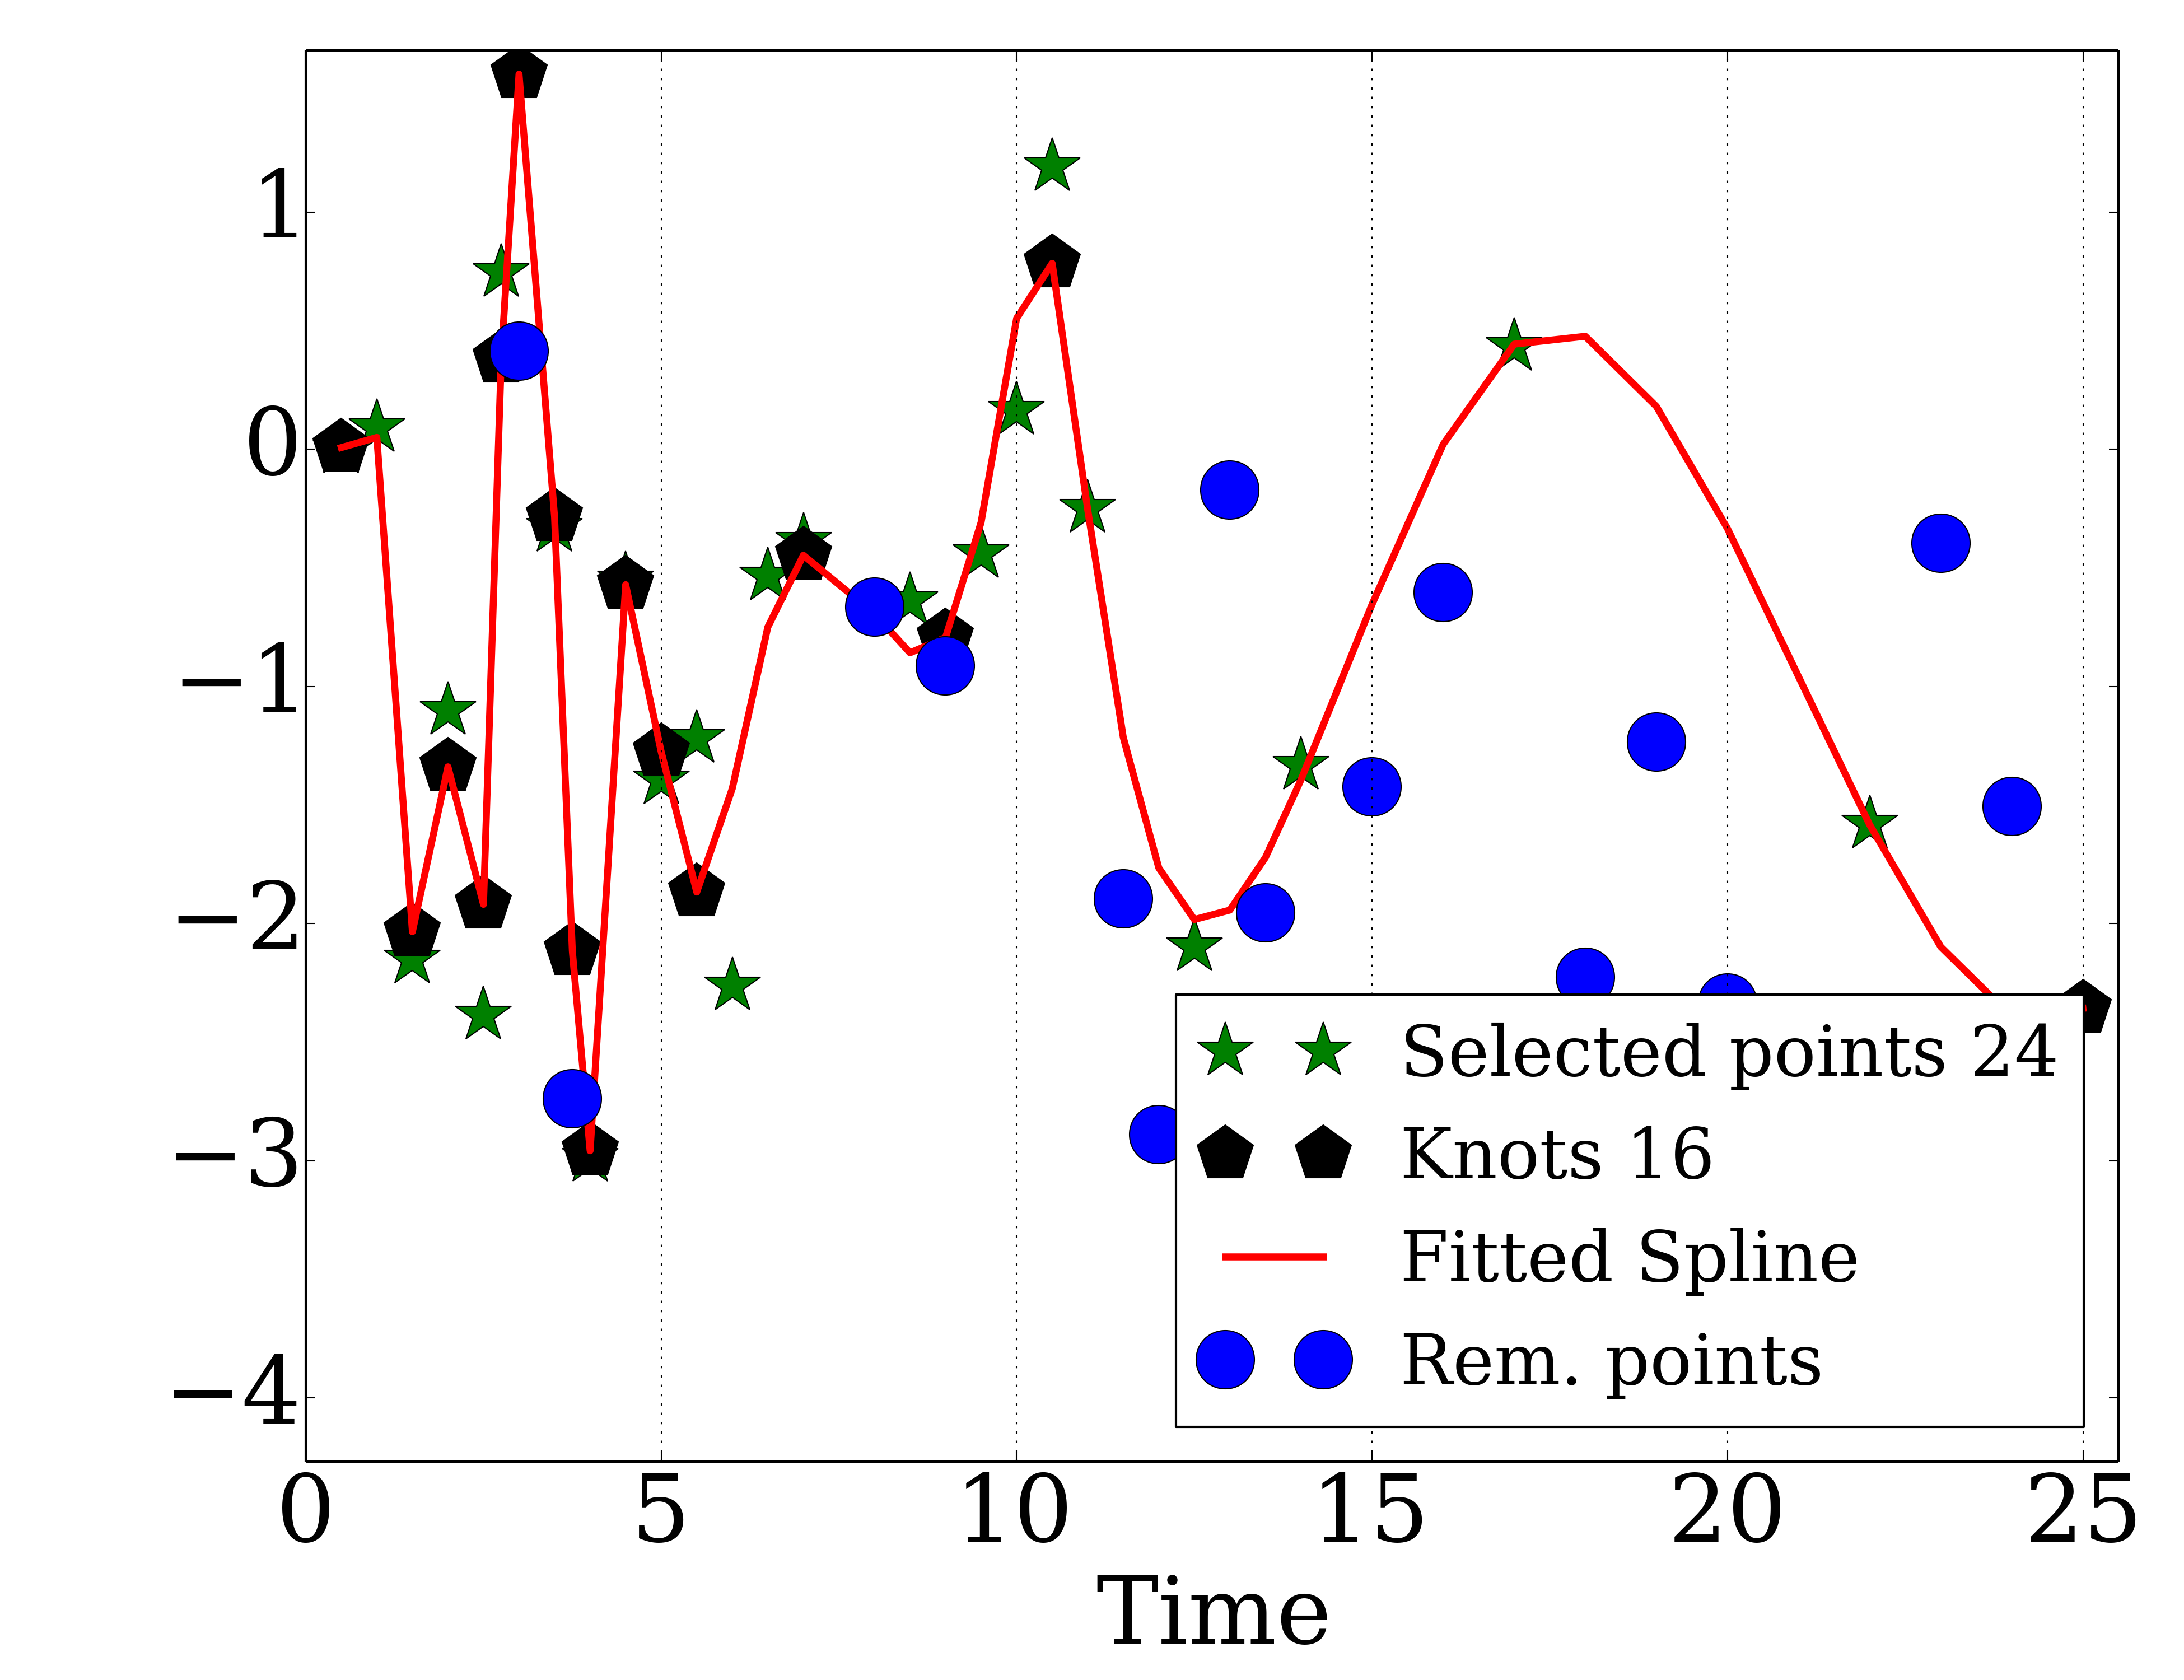 1
0
−1
−2
−3
−4
0 5 10 15 20 25
Time
Selected points 24
Knots 16
Fitted Spline
Rem. points